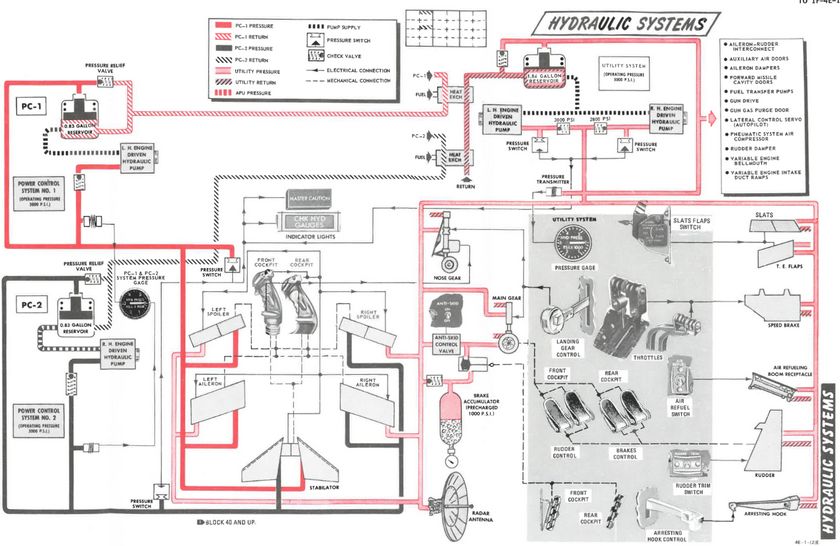 TO 1F-4E-1
HYDRAULIC SYSTEMS
PC-1 PRESSURE
PC-1 RETURN
PC-2 PRESSURE
PC-2 RETURN
UTILITY PRESSURE
UTILITY RETURN
APU PRESSURE
PUMP SUPPLY
PRESSURE SWITCH
CHECK VALVE
ELECTRICAL CONNECTION
MECHANICAL CONNECTION
PRESSURE RELIEF
VALVE
PC-1
0.83 GALLON
RESERVOIR
L. H. ENGINE
DRIVEN
HYDRAULIC
PUMP
POWER CONTROL
SYSTEM NO. 1
(OPERATING PRESSURE
3000 P.S.I.)
PC-1
FUEL
HEAT
EXCH
PC-2
FUEL
HEAT
EXCH
RETURN
1.86 GALLON
RESERVOIR
UTILITY SYSTEM
(OPERATING PRESSURE
3000 P.S.I.)
L. H. ENGINE
DRIVEN
HYDRAULIC
PUMP
3000 PSI
2800 PSI
R. H. ENGINE
DRIVEN
HYDRAULIC
PUMP
PRESSURE
SWITCH
PRESSURE
SWITCH
PRESSURE
TRANSMITTER
AILERON-RUDDER
INTERCONNECT
AUXILIARY AIR DOORS
AILERON DAMPERS
FORWARD MISSILE
CAVITY DOORS
FUEL TRANSFER PUMPS
GUN DRIVE
GUN GAS PURGE DOOR
LATERAL CONTROL SERVO
(AUTOPILOT)
PNEUMATIC SYSTEM AIR
COMPRESSOR
RUDDER DAMPER
VARIABLE ENGINE
BELLMOUTH
VARIABLE ENGINE INTAKE
DUCT RAMPS
MASTER CAUTION
CHK HYD
GAUGES
INDICATOR LIGHTS
PRESSURE RELIEF
VALVE
PC-1 & PC-2
SYSTEM PRESSURE
GAGE
PRESSURE
SWITCH
FRONT
COCKPIT
REAR
COCKPIT
PC-2
0.83 GALLON
RESERVOIR
R. H. ENGINE
DRIVEN
HYDRAULIC
PUMP
POWER CONTROL
SYSTEM NO. 2
(OPERATING PRESSURE
3000 P.S.I.)
LEFT
SPOILER
RIGHT
SPOILER
LEFT
AILERON
RIGHT
AILERON
STABILATOR
PRESSURE
SWITCH
BLOCK 40 AND UP.
NOSE GEAR
MAIN GEAR
ANTI-SKID
ANTI-SKID
CONTROL
VALVE
BRAKE
ACCUMULATOR
(PRECHARGED
1000 P.S.I.)
RADAR
ANTENNA
UTILITY SYSTEM
PRESSURE GAGE
SLATS FLAPS
SWITCH
SLATS
T. E. FLAPS
LANDING
GEAR
CONTROL
THROTTLES
SPEED BRAKE
FRONT
COCKPIT
REAR
COCKPIT
AIR
REFUEL
SWITCH
AIR REFUELING
BOOM RECEPTACLE
RUDDER
CONTROL
BRAKES
CONTROL
RUDDER TRIM
SWITCH
RUDDER
FRONT
COCKPIT
REAR
COCKPIT
ARRESTING
HOOK CONTROL
ARRESTING HOOK
HYDRAULIC SYSTEMS